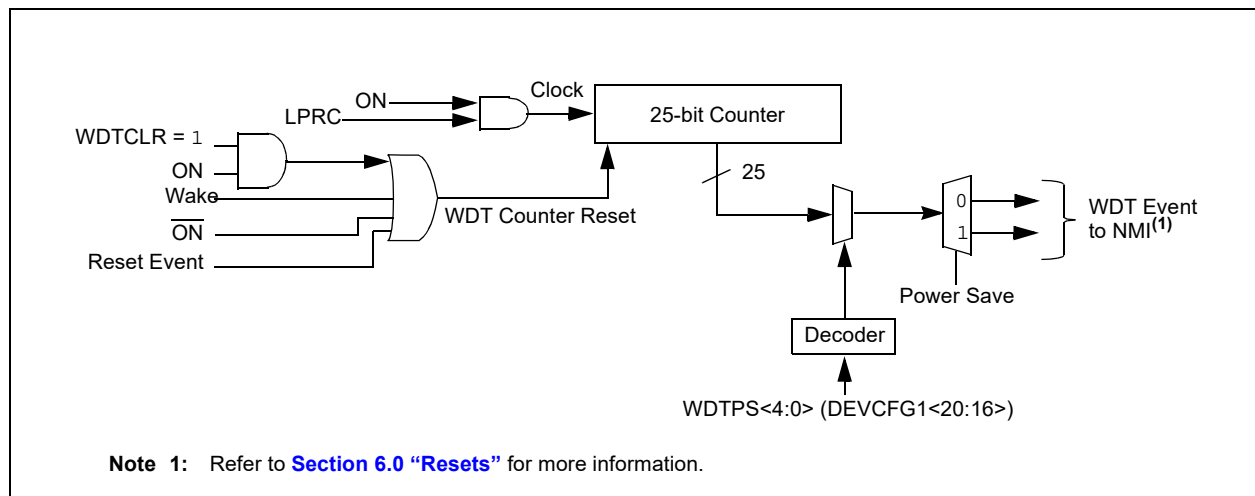 Clock
ON
LPRC
25-bit Counter
WDTCLR = 1
ON
25
Wake
WDT Counter Reset
ON
Reset Event
0
1
WDT Event
to NMI(1)
Power Save
Decoder
WDTPS<4:0> (DEVCFG1<20:16>)
Note 1: Refer to Section 6.0 “Resets” for more information.